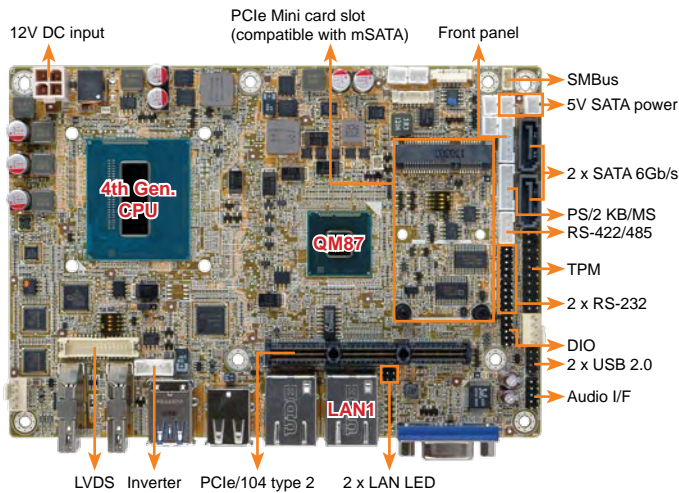 12V DC input
PCIe Mini card slot
(compatible with mSATA)
Front panel
SMBus
5V SATA power
2 x SATA 6Gb/s
PS/2 KB/MS
RS-422/485
TPM
2 x RS-232
DIO
2 x USB 2.0
Audio I/F
4th Gen.
CPU
QM87
LAN1
LVDS
Inverter
PCIe/104 type 2
2 x LAN LED